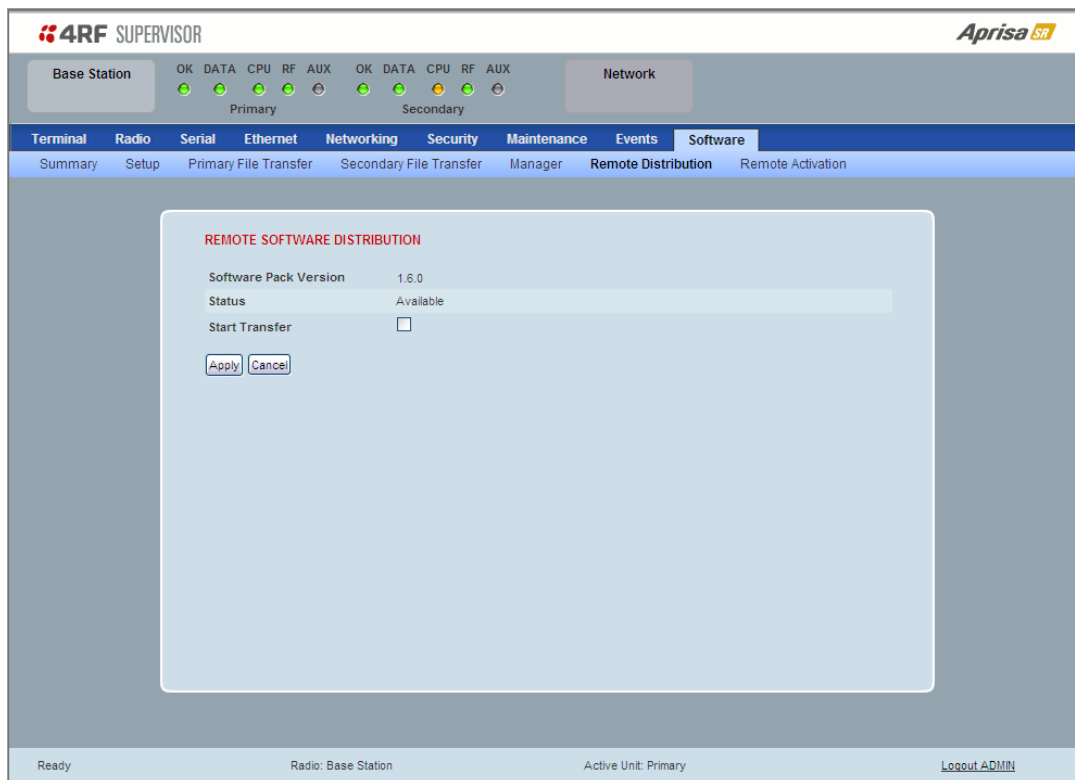 4RF SUPERVISOR
Aprisa SR
Base Station
OK DATA CPU RF AUX OK DATA CPU RF AUX
Primary Secondary
Network
Terminal Radio Serial Ethernet Networking Security Maintenance Events Software
Summary Setup Primary File Transfer Secondary File Transfer Manager Remote Distribution Remote Activation
REMOTE SOFTWARE DISTRIBUTION
Software Pack Version 1.6.0
Status Available
Start Transfer
Apply Cancel
Ready Radio: Base Station Active Unit: Primary Logout ADMIN